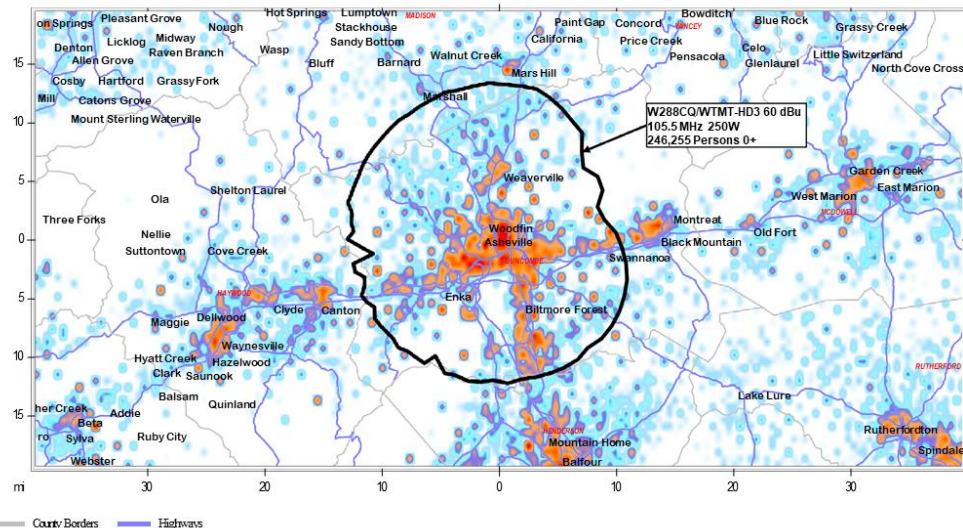 on Springs
Pleasant Grove
Nough
Hot Springs
Lumptown
MADISON
Paint Gap
Concord
Bowditch
Blue Rock
Grassy Creek
Licklog
Midway
Stackhouse
California
YANCEY
Denton
Raven Branch
Wasp
Sandy Bottom
Walnut Creek
Price Creek
Celo
Little Switzerland
Allen Grove
Bluff
Barnard
Pensacola
Glenlaurel
North Cove Cross
15
Cosby
Hartford
Grassy Fork
Mars Hill
Mill
Catons Grove
Marshall
10
Mount Sterling
Waterville
W288CQ/WTMT-HD3 60 dBu
105.5 MHz 250W
246,255 Persons 0+
5
Shelton Laurel
Weaverville
Garden Creek
East Marion
Ola
West Marion
MCDOWELL
Three Forks
Woodfin
Montreat
Nellie
Asheville
Black Mountain
Old Fort
0
Suttontown
Cove Creek
BUNCOMBE
Swannanoa
HAYWOOD
Enka
5
Maggie
Dellwood
Clyde
Canton
Biltmore Forest
Waynesville
10
Hyatt Creek
Hazelwood
RUTHERFORD
Clark
Saunook
Balsam
Quinland
Lake Lure
15
her Creek
Addie
Beta
HENDERSON
Rutherfordton
ro
Sylva
Ruby City
Mountain Home
Spindale
Webster
Balfour
mi
30
20
10
0
10
20
30
County Borders
Highways